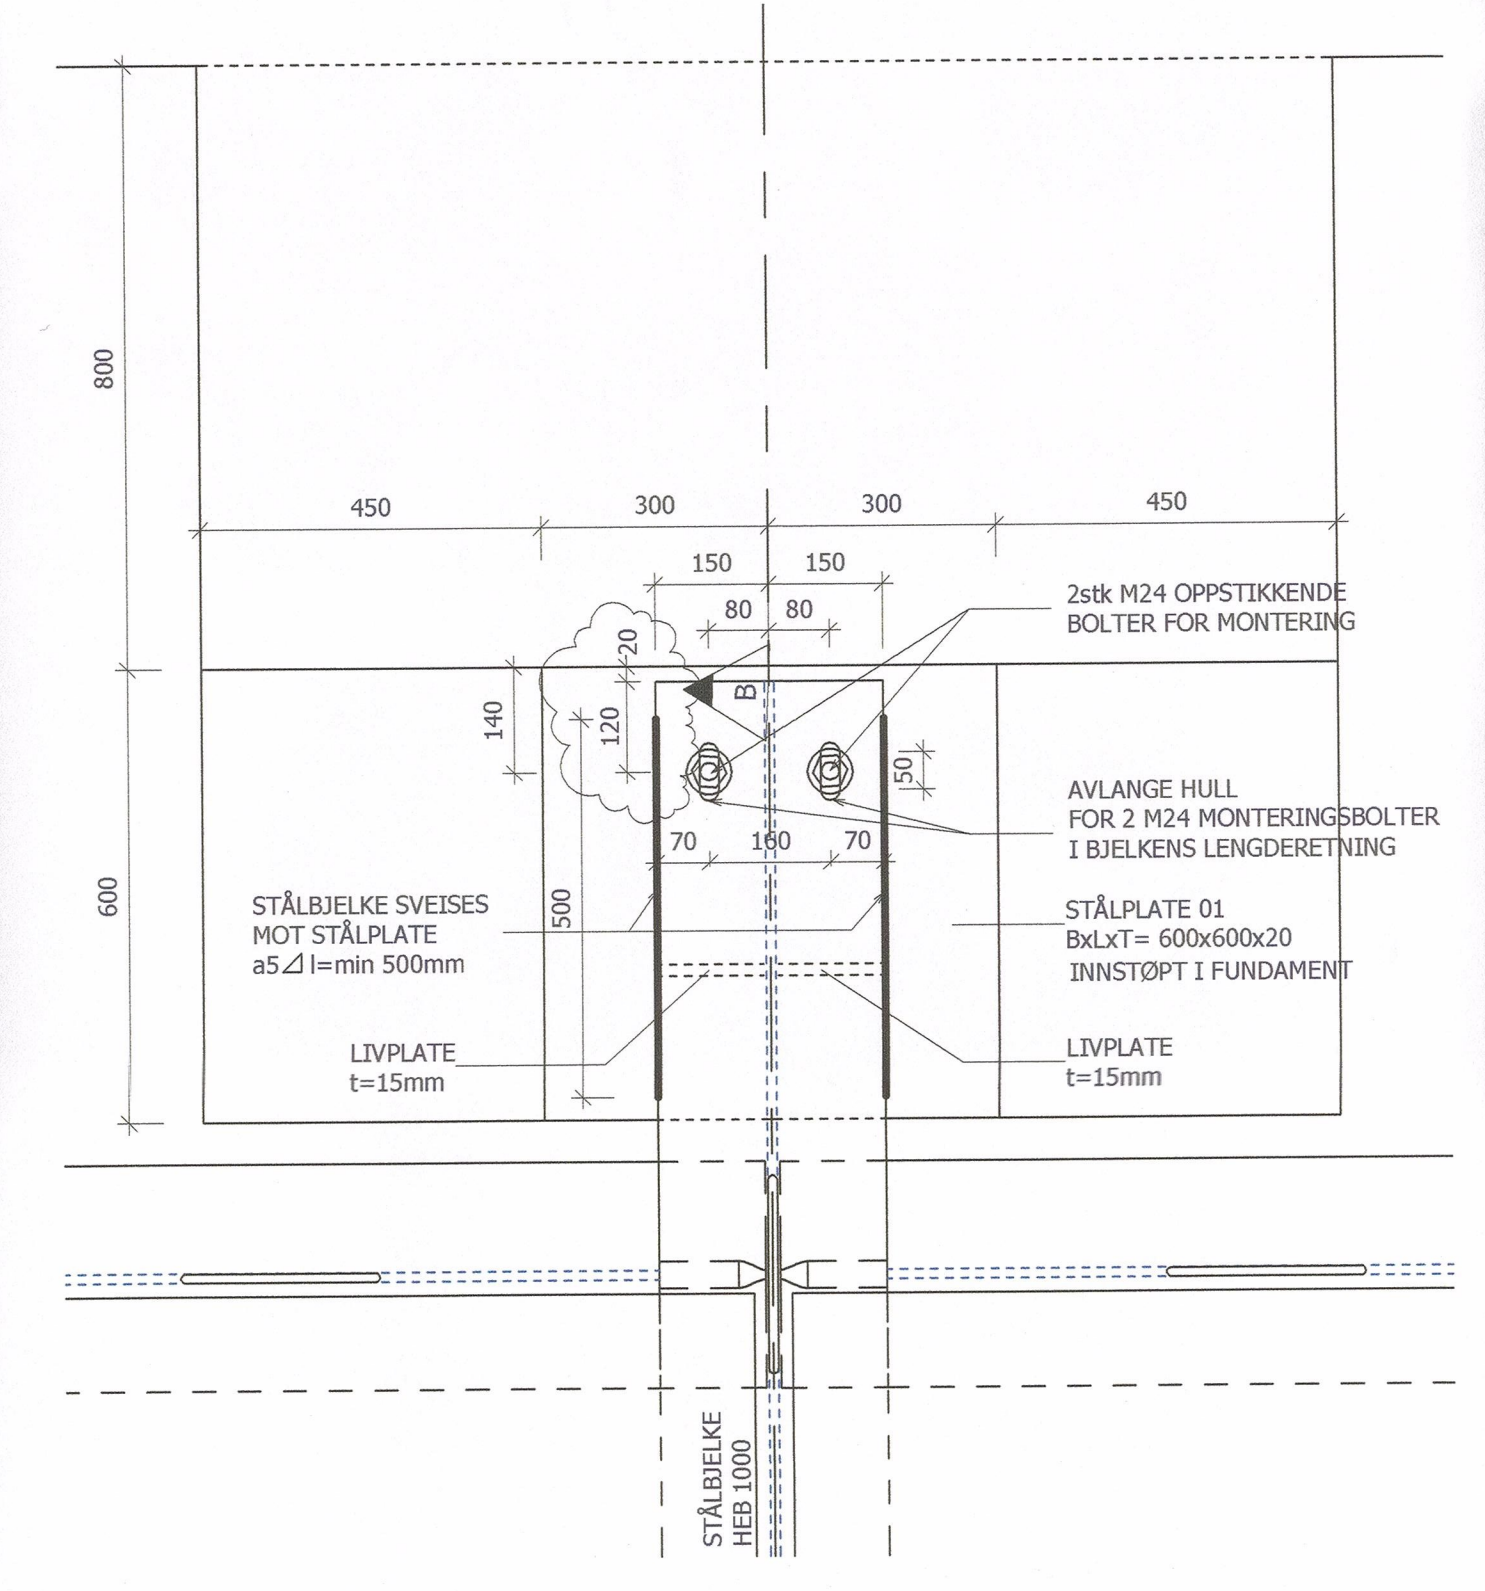 800
450
300
300
450
150
150
80
80
2stk M24 OPPSTIKKENDE
BOLTER FOR MONTERING
20
B
140
120
50
AVLANGE HULL
FOR 2 M24 MONTERINGSBOLTER
I BJELKENS LENGDERETNING
70
160
70
600
500
STÅLBJELKE SVEISES
MOT STÅLPLATE
a5⊿ l=min 500mm
STÅLPLATE 01
BxLxT= 600x600x20
INNSTØPT I FUNDAMENT
LIVPLATE
t=15mm
LIVPLATE
t=15mm
STÅLBJELKE
HEB 1000